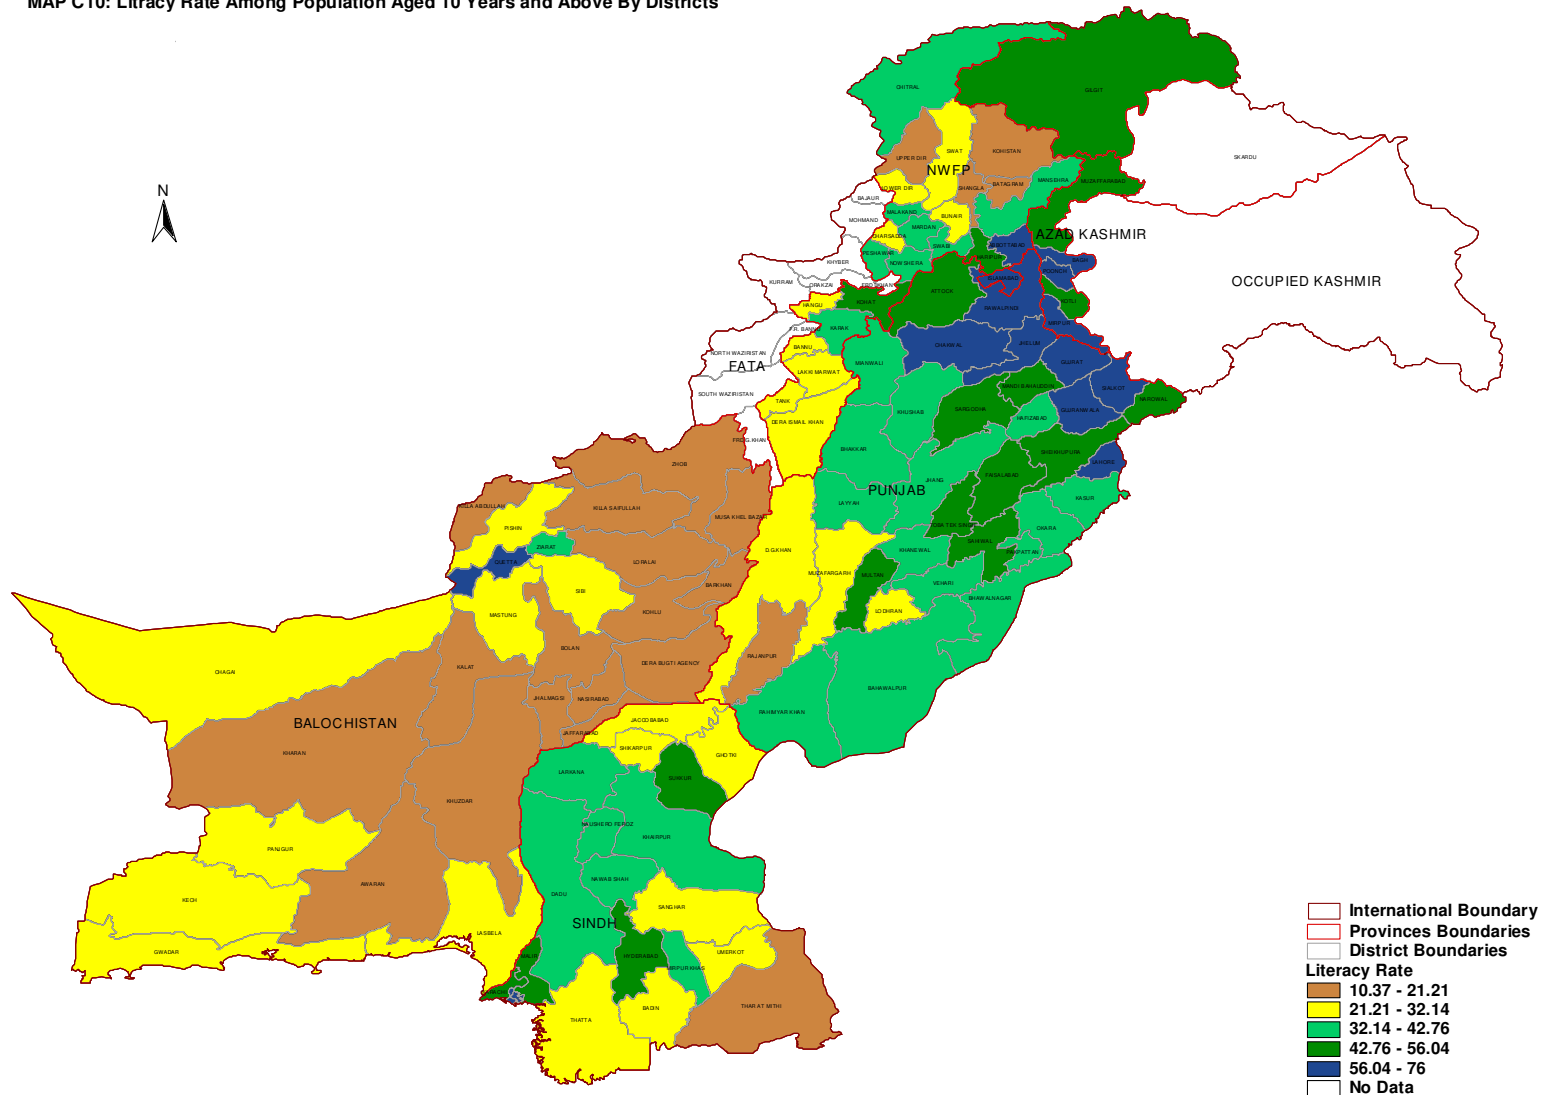 MAP C10: Litracy Rate Among Population Aged 10 Years and Above By Districts
N
CHITRAL
GILGIT
SKARDU
UPPER DIR
SWAT
KOHISTAN
NWFP
LOWER DIR
SHANGLA
BATAGRAM
MANSEHRA
MUZAFFARABAD
BAJAUR
MOHMAND
MALAKAND
BUNAIR
MARDAN
CHARSADDA
SWABI
PESHAWAR
NOWSHERA
HARIPUR
ABBOTTABAD
AZAD KASHMIR
BAGH
POONCH
OCCUPIED KASHMIR
KHYBER
KURRAM
ORAKZAI
ISLAMABAD
ATTOCK
KOTLI
HANGU
KOHAT
RAWALPINDI
MIRPUR
F.R. BANNU
KARAK
CHAKWAL
JHELUM
NORTH WAZIRISTAN
BANNU
MIANWALI
GUJRAT
FATA
LAKKI MARWAT
SOUTH WAZIRISTAN
TANK
MANDI BAHAUDDIN
SIALKOT
NAROWAL
DERA ISMAIL KHAN
KHUSHAB
SARGODHA
HAFIZABAD
GUJRANWALA
BHAKKAR
SHEIKHUPURA
LAHORE
ZHOB
JHANG
FAISALABAD
PUNJAB
LAYYAH
KASUR
KILLA ABDULLAH
KILLA SAIFULLAH
MUSA KHEL BAZAR
PISHIN
TOBA TEK SINGH
OKARA
ZIARAT
D.G.KHAN
KHANEWAL
SAHIWAL
PAKPATTAN
QUETTA
LORALAI
MUZAFARGARH
MULTAN
VEHARI
SIBI
BARKHAN
BHAWALNAGAR
MASTUNG
KOHLU
LODHRAN
BOLAN
RAJANPUR
KALAT
DERA BUGTI AGENCY
CHAGAI
BAHAWALPUR
JHALMAGSI
NASIRABAD
RAHIMYAR KHAN
BALOCHISTAN
JACCOBABAD
JAFFARABAD
SHIKARPUR
GHOTKI
KHARAN
LARKANA
SUKKUR
KHUZDAR
NAUSHERO FEROZ
KHAIRPUR
PANJGUR
AWARAN
NAWAB SHAH
DADU
KECH
SANGHAR
SINDH
LASBELA
GWADAR
MALIR
HYDERABAD
UMERKOT
MIRPUR KHAS
THATTA
BADIN
THAR AT MITHI
International Boundary
Provinces Boundaries
District Boundaries
Literacy Rate
10.37 - 21.21
21.21 - 32.14
32.14 - 42.76
42.76 - 56.04
56.04 - 76
No Data